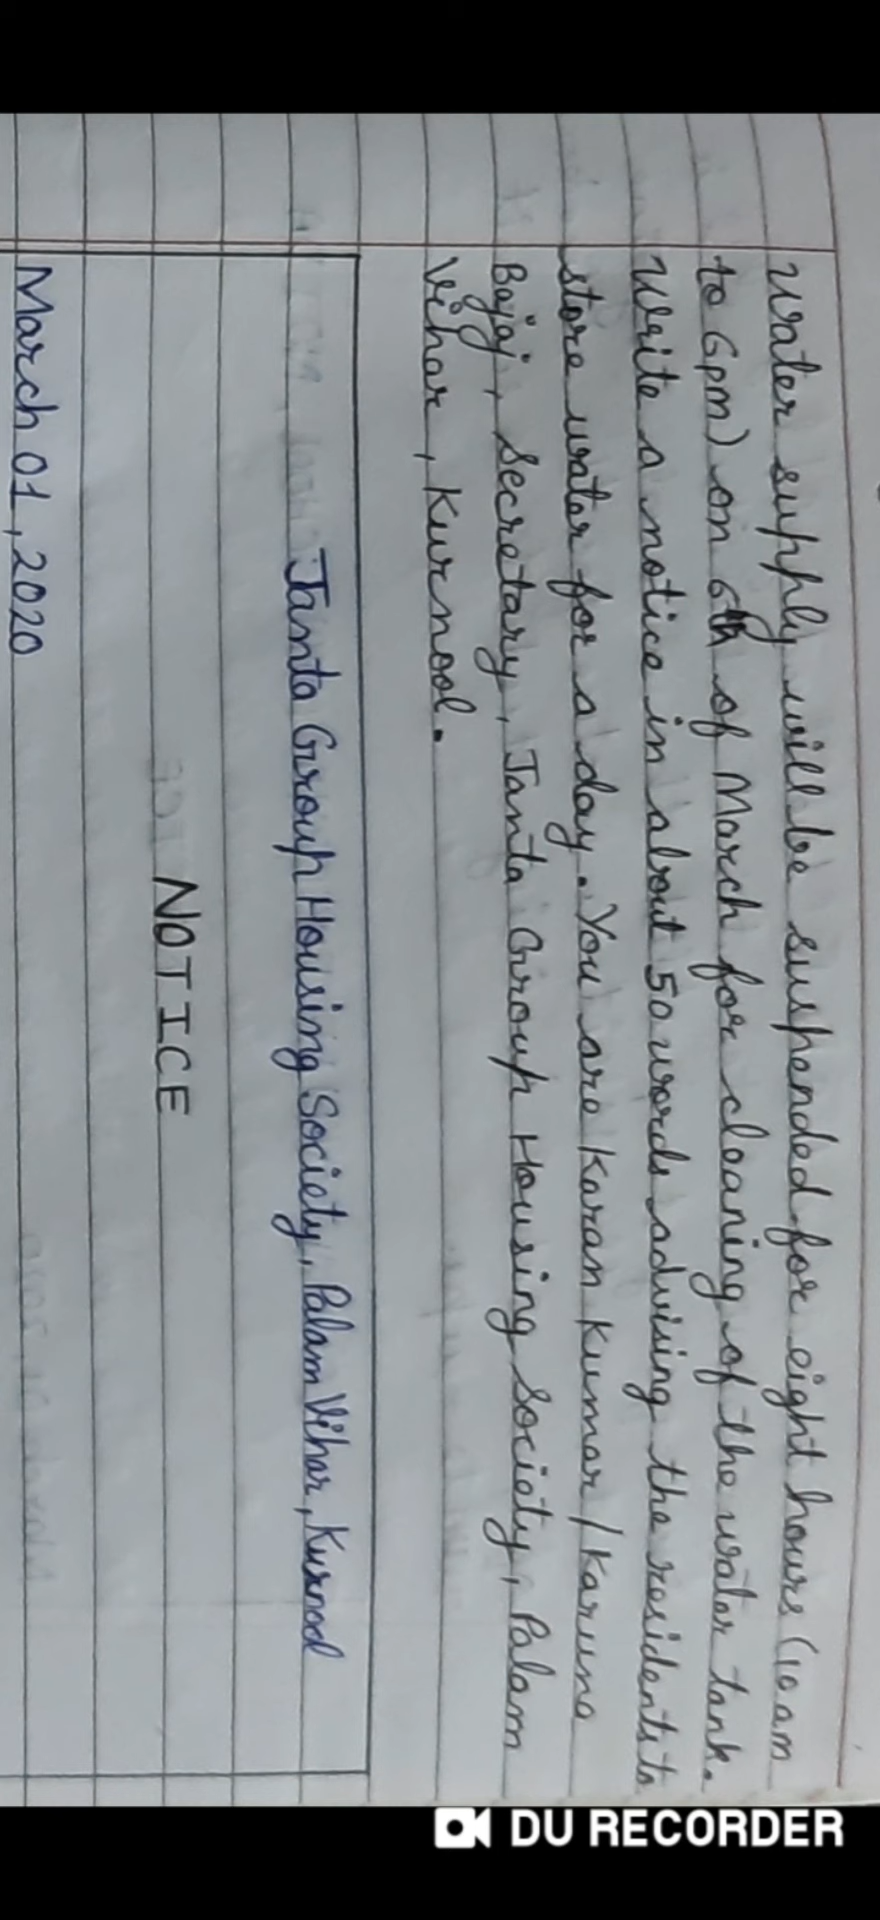 Water supply will be suspended for eight hours (10 am
to 6 pm) on 6th of March for cleaning of the water tank.
Write a notice in about 50 words advising the residents to
store water for a day. You are Karan Kumar / Karuna
Bajaj, Secretary, Janta Group Housing Society, Palam
Vihar, Kurnool.
Janta Group Housing Society, Palam Vihar, Kurnool
NOTICE
March 01, 2020
DU RECORDER